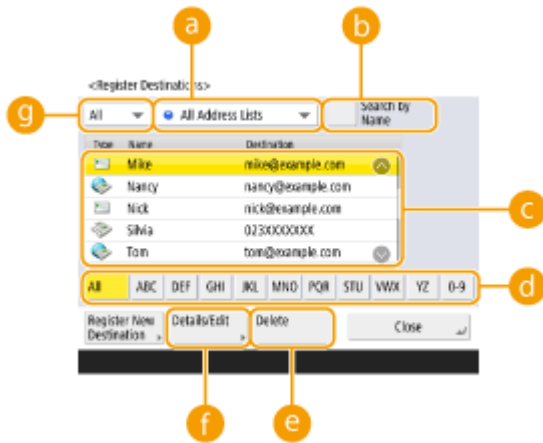 a
b
<Register Destinations>
g
All
All Address Lists
Search by
Name
Type Name Destination
Mike mike@example.com
Nancy nancy@example.com
c
Nick nick@example.com
Silvia 023XXXXXXX
Tom tom@example.com
All ABC DEF GHI JKL MNO PQR STU VWX YZ 0-9
d
Register New
Destination
Details/Edit
Delete
Close
f
e